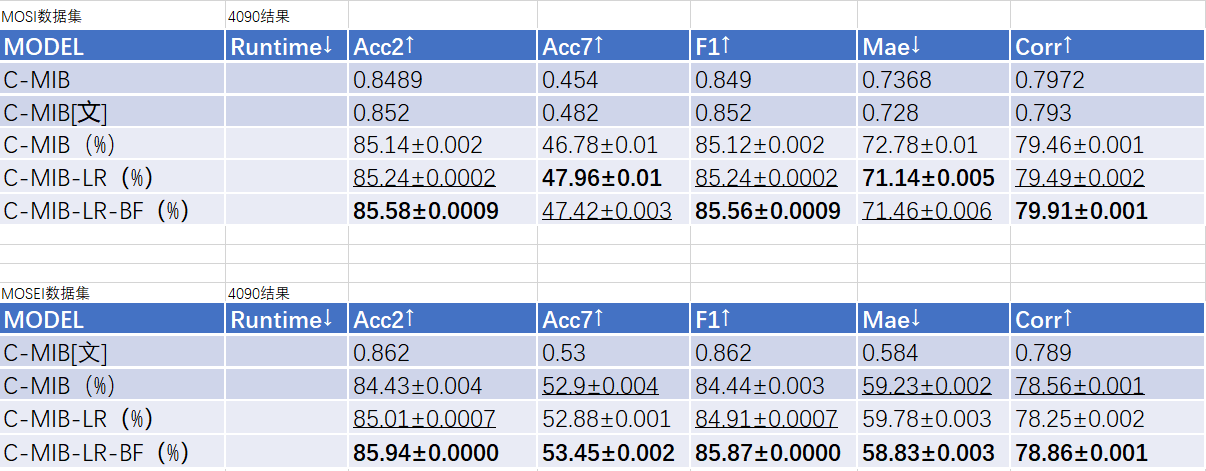 MOSI数据集 4090结果
MODEL Runtime↓ Acc2↑ Acc7↑ F1↑ Mae↓ Corr↑
C-MIB 0.8489 0.454 0.849 0.7368 0.7972
C-MIB[文] 0.852 0.482 0.852 0.728 0.793
C-MIB（%） 85.14±0.002 46.78±0.01 85.12±0.002 72.78±0.01 79.46±0.001
C-MIB-LR（%） 85.24±0.0002 47.96±0.01 85.24±0.0002 71.14±0.005 79.49±0.002
C-MIB-LR-BF（%） 85.58±0.0009 47.42±0.003 85.56±0.0009 71.46±0.006 79.91±0.001
MOSEI数据集 4090结果
MODEL Runtime↓ Acc2↑ Acc7↑ F1↑ Mae↓ Corr↑
C-MIB[文] 0.862 0.53 0.862 0.584 0.789
C-MIB（%） 84.43±0.004 52.9±0.004 84.44±0.003 59.23±0.002 78.56±0.001
C-MIB-LR（%） 85.01±0.0007 52.88±0.001 84.91±0.0007 59.78±0.003 78.25±0.002
C-MIB-LR-BF（%） 85.94±0.0000 53.45±0.002 85.87±0.0000 58.83±0.003 78.86±0.001